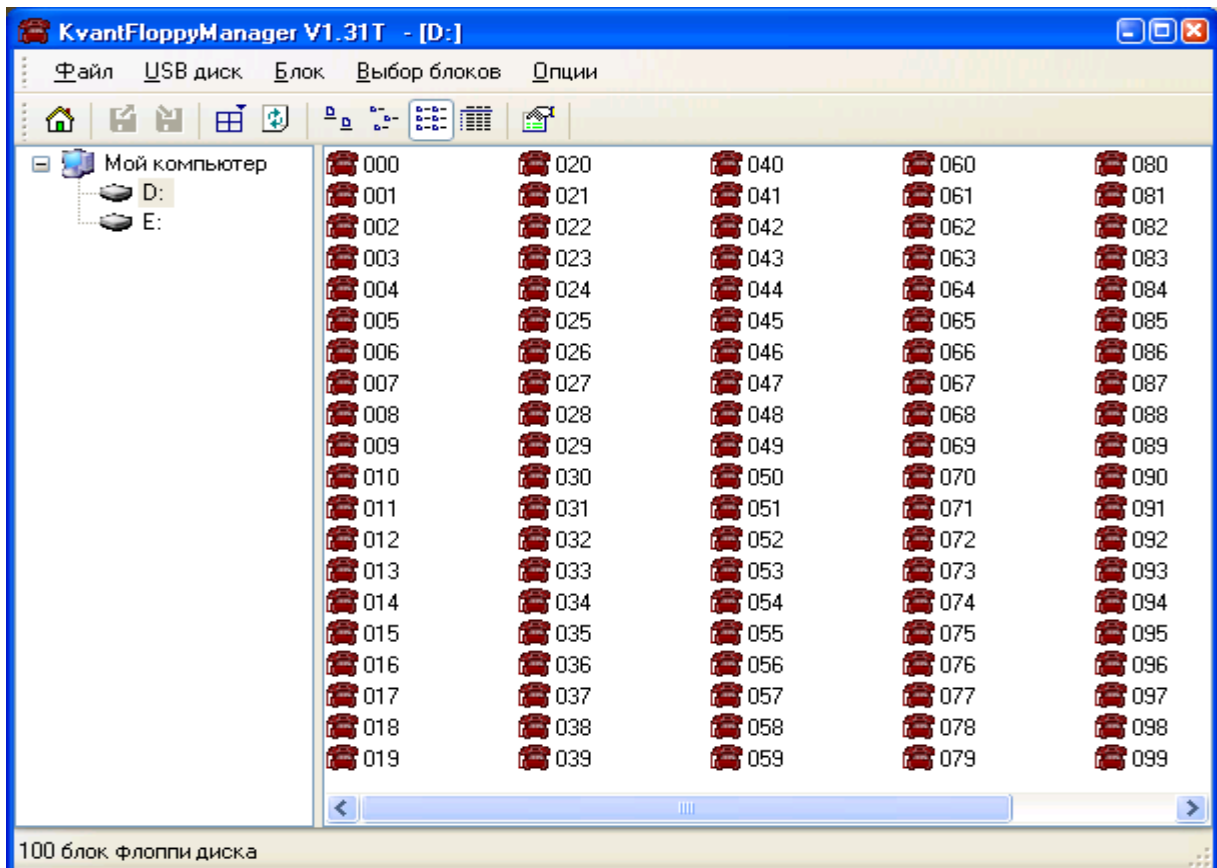 KvantFloppyManager V1.31T - [D:]
Файл USB диск Блок Выбор блоков Опции
Мой компьютер
D:
E:
000 020 040 060 080
001 021 041 061 081
002 022 042 062 082
003 023 043 063 083
004 024 044 064 084
005 025 045 065 085
006 026 046 066 086
007 027 047 067 087
008 028 048 068 088
009 029 049 069 089
010 030 050 070 090
011 031 051 071 091
012 032 052 072 092
013 033 053 073 093
014 034 054 074 094
015 035 055 075 095
016 036 056 076 096
017 037 057 077 097
018 038 058 078 098
019 039 059 079 099
100 блок флоппи диска